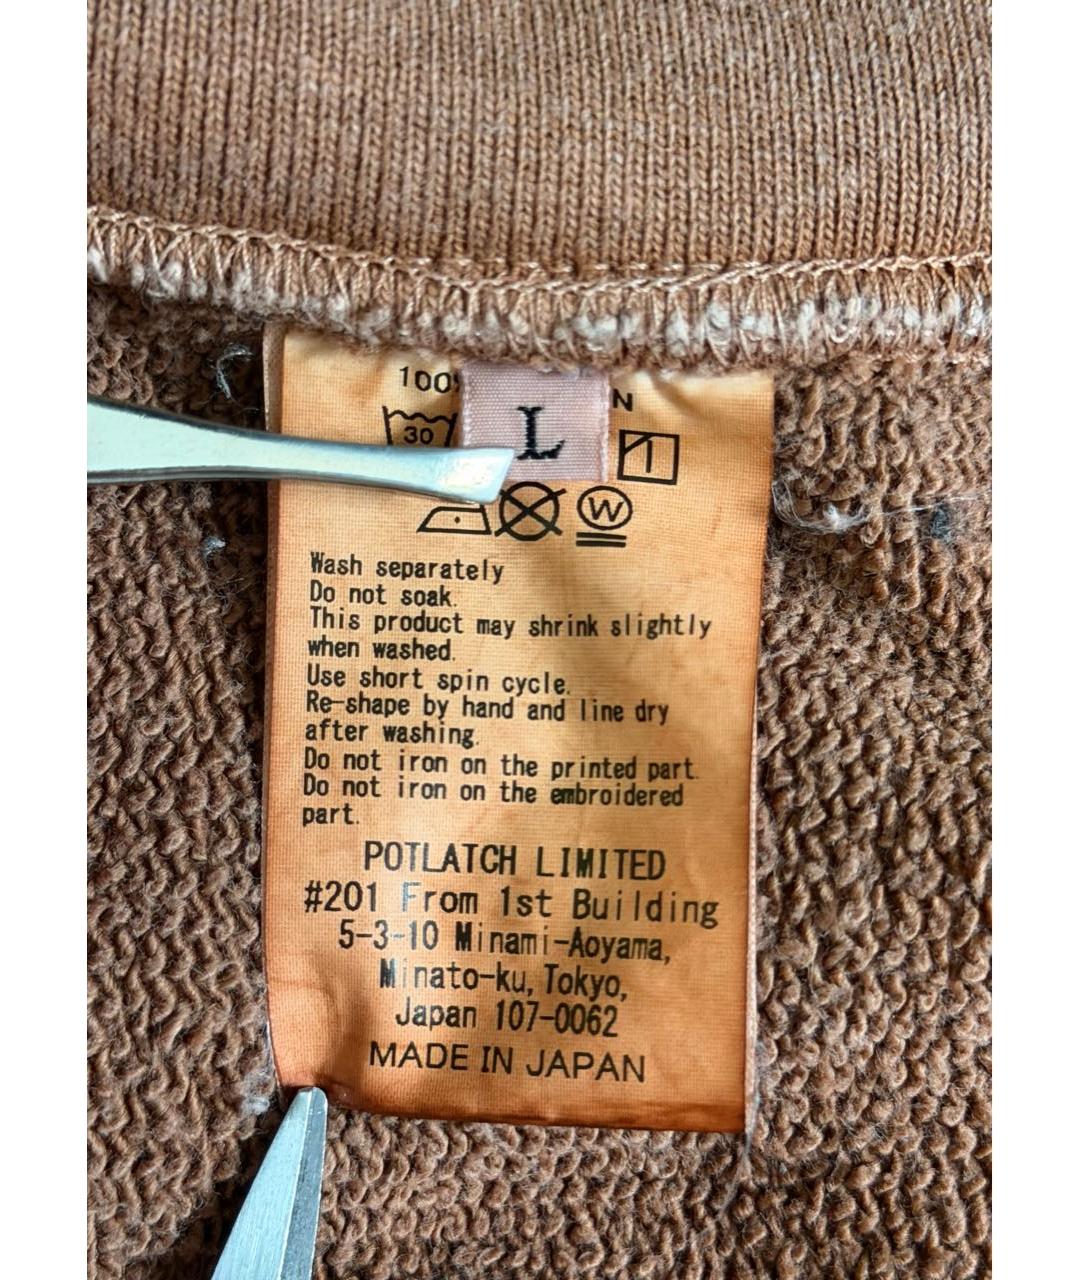 100%
L
N
30
W
Wash separately
Do not soak.
This product may shrink slightly
when washed.
Use short spin cycle.
Re-shape by hand and line dry
after washing.
Do not iron on the printed part.
Do not iron on the embroidered
part.
POTLATCH LIMITED
#201 From 1st Building
5-3-10 Minami-Aoyama,
Minato-ku, Tokyo,
Japan 107-0062
MADE IN JAPAN